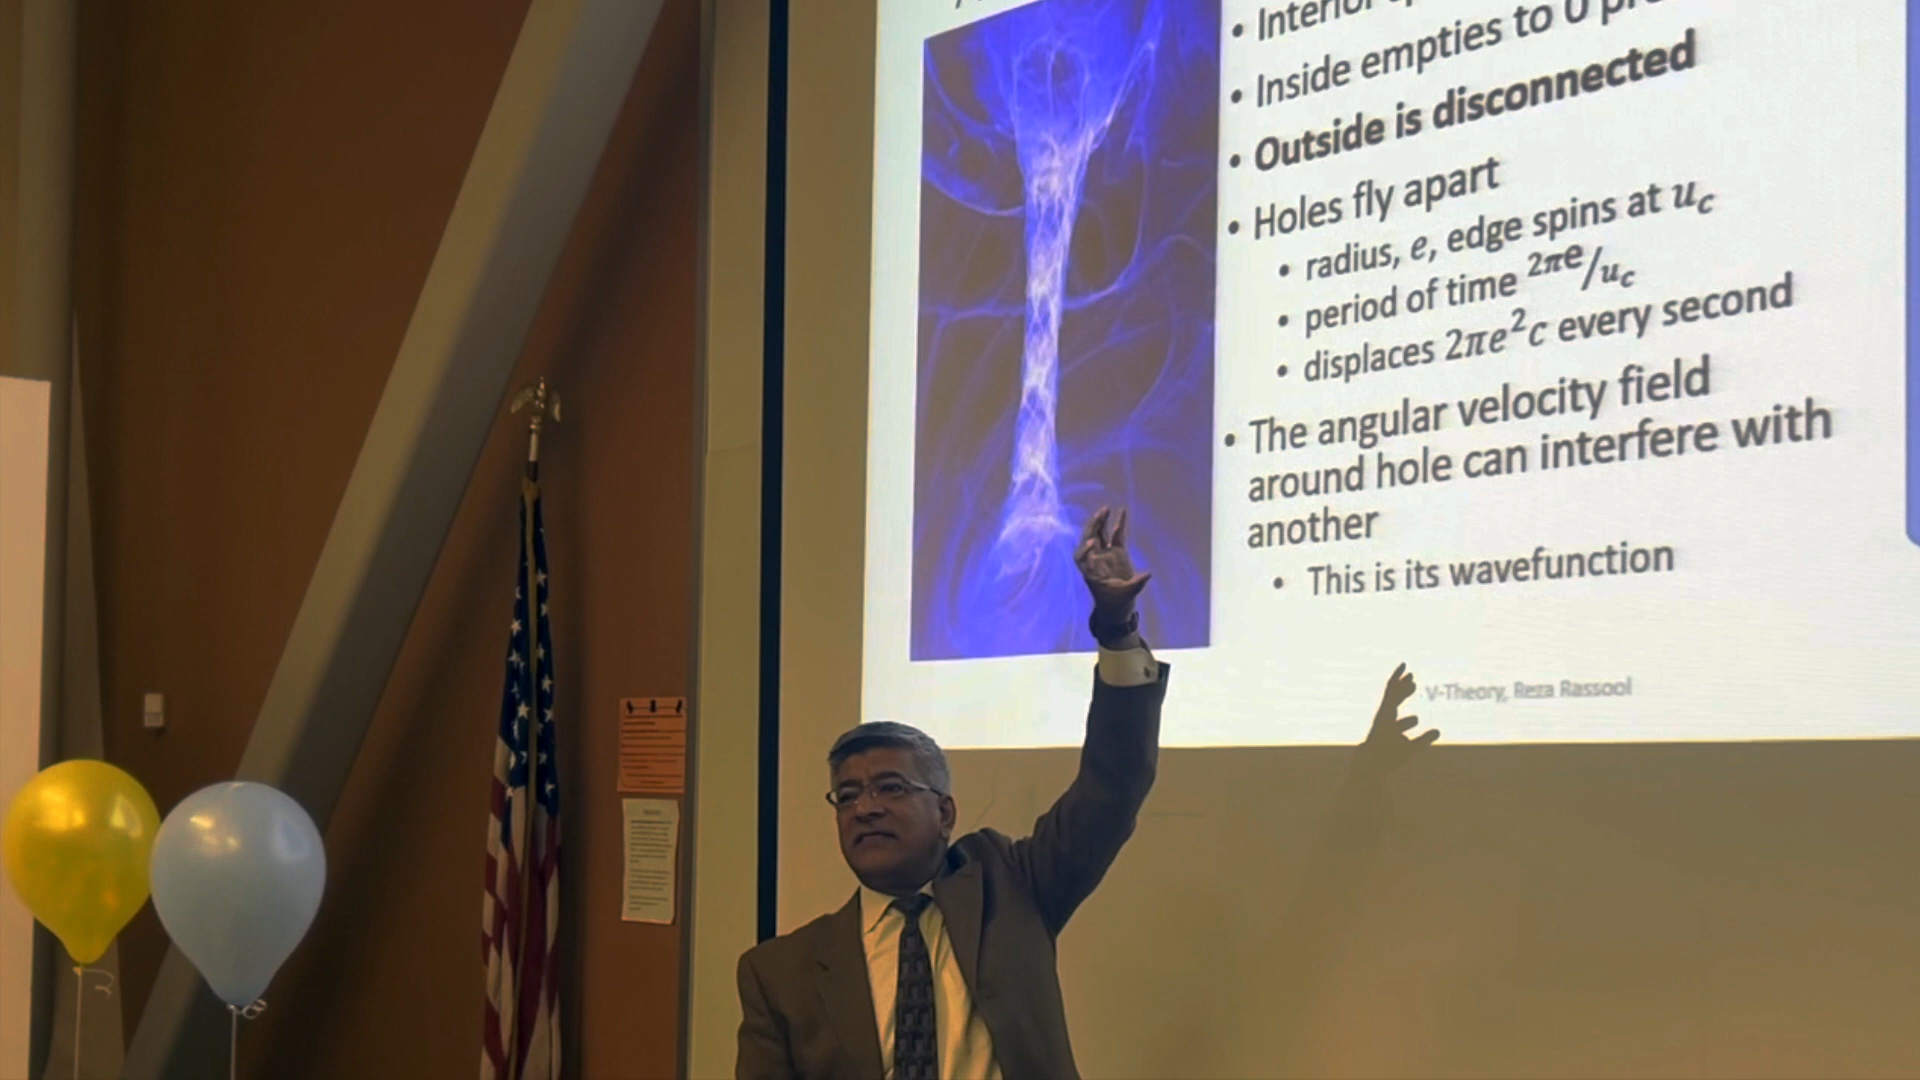 • Interior
• Inside empties to 0
• Outside is disconnected
• Holes fly apart
• radius, e, edge spins at u_c
• period of time 2πe/u_c
• displaces 2πe²c every second
• The angular velocity field
around hole can interfere with
another
• This is its wavefunction
V-Theory, Reza Rassool